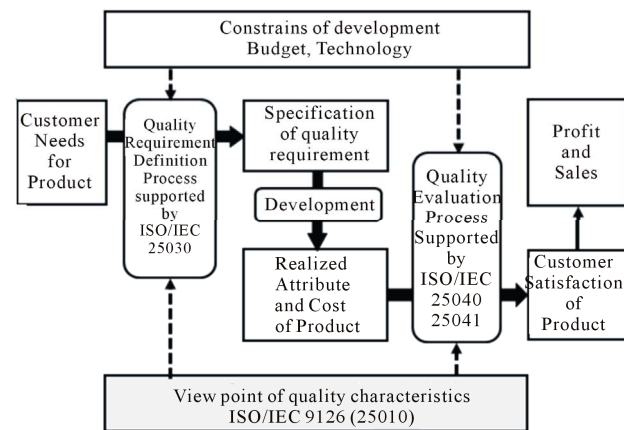 Constrains of development
Budget, Technology
Customer
Needs
for
Product
Quality
Requirement
Definition
Process
supported
by
ISO/IEC
25030
Specification
of quality
requirement
Development
Realized
Attribute
and Cost
of Product
Quality
Evaluation
Process
Supported
by
ISO/IEC
25040
25041
Profit
and
Sales
Customer
Satisfaction
of
Product
View point of quality characteristics
ISO/IEC 9126 (25010)